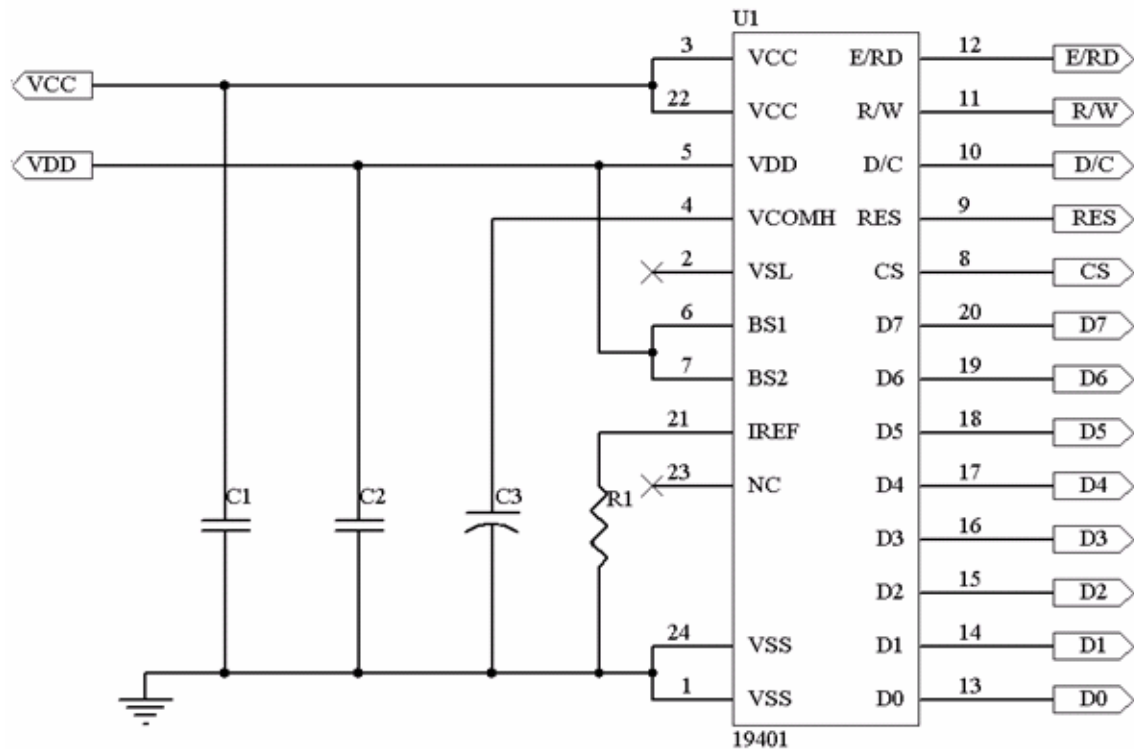 U1
3 VCC E/RD 12 E/RD
VCC
22 VCC R/W 11 R/W
VDD 5 VDD D/C 10 D/C
4 VCOMH RES 9 RES
2 VSL CS 8 CS
6 BS1 D7 20 D7
7 BS2 D6 19 D6
21 IREF D5 18 D5
23 NC D4 17 D4
C1 C2 C3 R1
D3 16 D3
D2 15 D2
24 VSS D1 14 D1
1 VSS D0 13 D0
19401